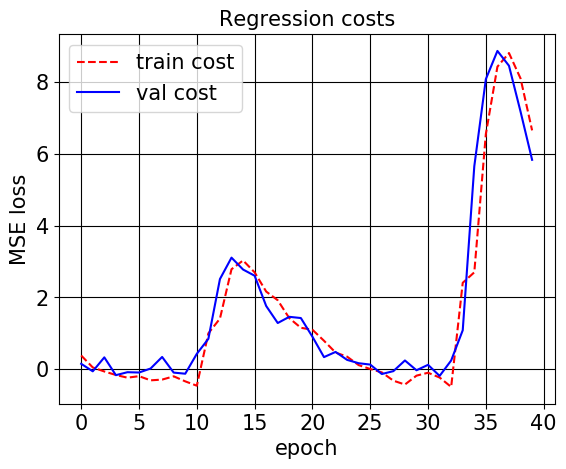 Regression costs
train cost
val cost
MSE loss
8
6
4
2
0
0 5 10 15 20 25 30 35 40
epoch